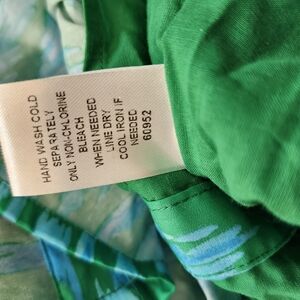 HAND WASH COLD
SEPARATELY
ONLY NON-CHLORINE
BLEACH
WHEN NEEDED
LINE DRY
COOL IRON IF
NEEDED
60952